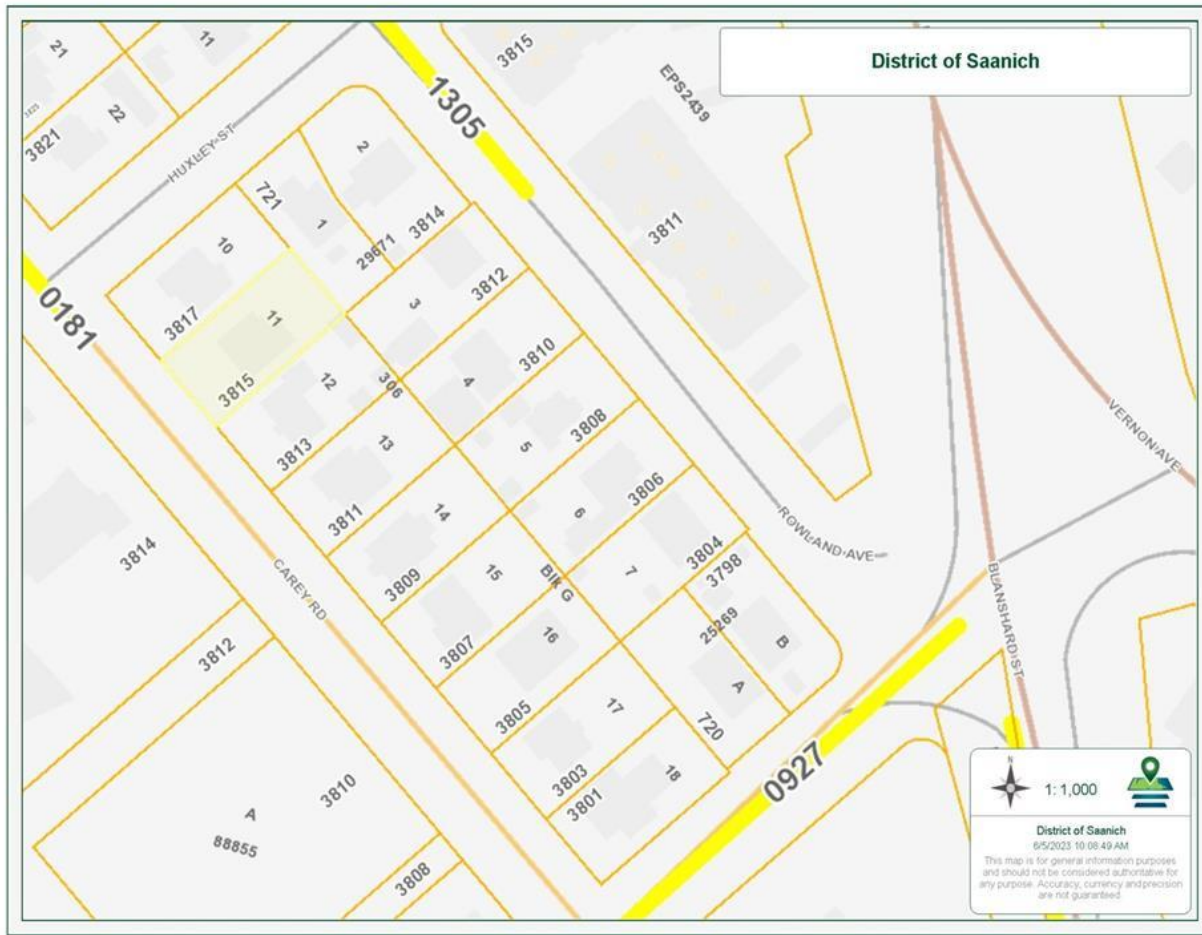 District of Saanich
21
11
3815
EPS2439
22
3821
HUXLEY ST
1305
2
721
1
3814
29671
3811
10
3817
11
3812
3
0181
3815
12
306
4
3810
VERNON AVE
3813
13
5
3808
3811
14
6
3806
ROWLAND AVE
3809
15
Blk G
7
3804
3798
3814
CAREY RD
3807
16
25269
B
BLANSHARD ST
3812
3805
17
A
720
3803
18
0927
3801
A
3810
88855
3808
N
1: 1,000
District of Saanich
6/5/2023 10:08:49 AM
This map is for general information purposes
and should not be considered authoritative for
any purpose. Accuracy, currency and precision
are not guaranteed.